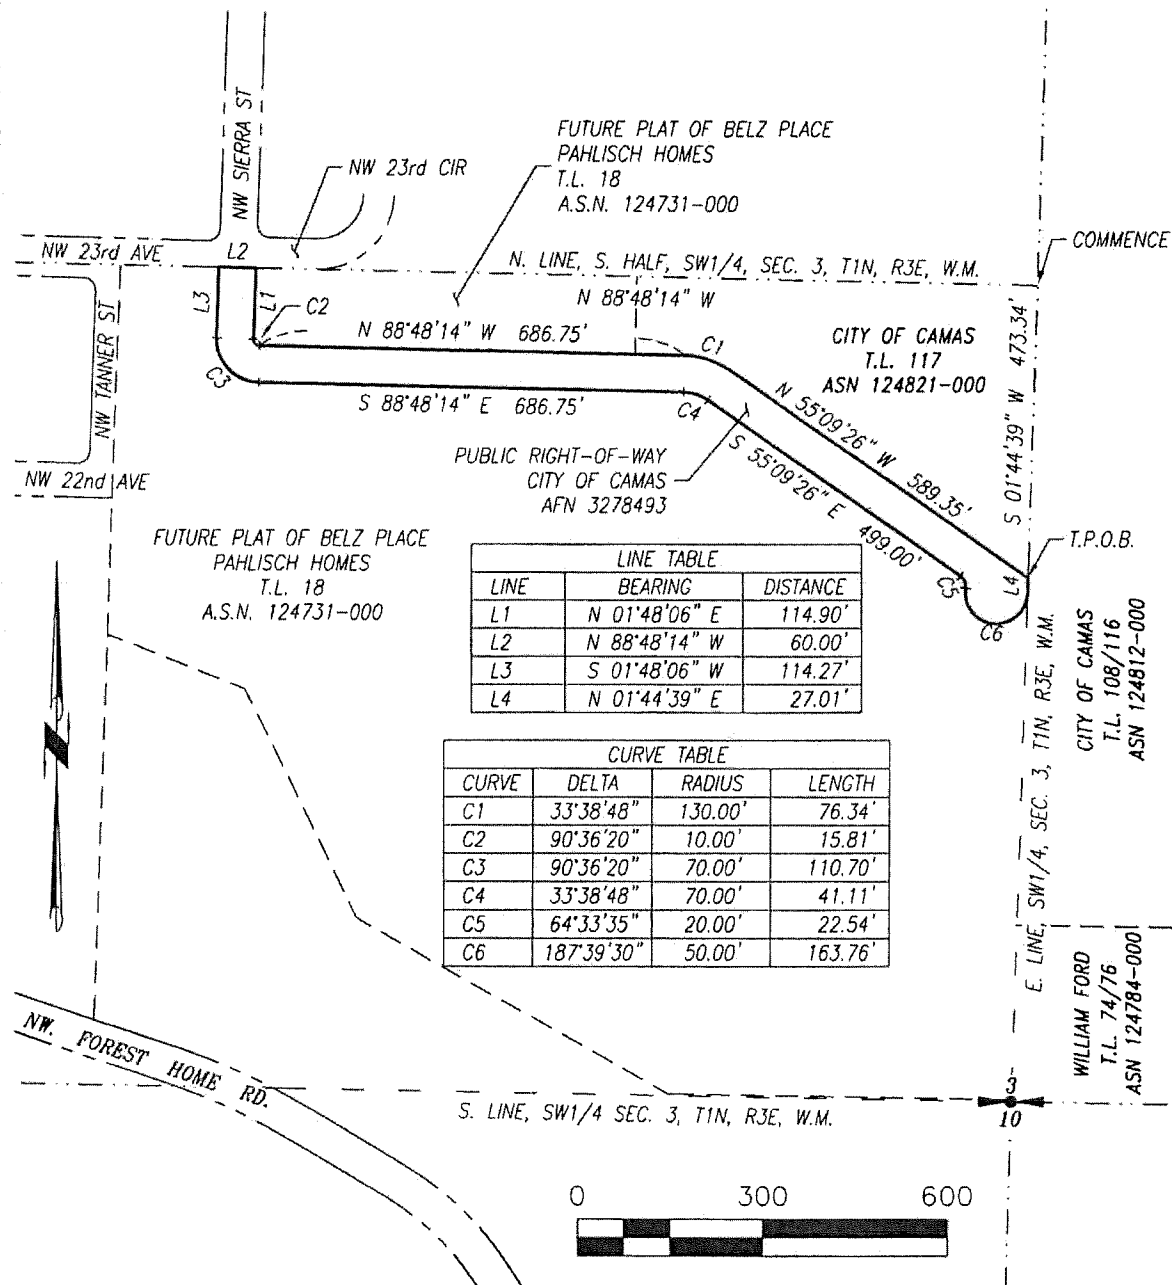 NW SIERRA ST
FUTURE PLAT OF BELZ PLACE
PAHLISCH HOMES
T.L. 18
A.S.N. 124731-000
NW 23rd CIR
NW 23rd AVE
L2
COMMENCE
N. LINE, S. HALF, SW1/4, SEC. 3, T1N, R3E, W.M.
N 88°48'14" W
L3
L1
C2
NW TANNER ST
N 88°48'14" W 686.75'
C1
CITY OF CAMAS
T.L. 117
ASN 124821-000
S 01°44'39" W 473.34'
C3
S 88°48'14" E 686.75'
C4
N 55°09'26" W 589.35'
S 55°09'26" E 499.00'
PUBLIC RIGHT-OF-WAY
CITY OF CAMAS
AFN 3278493
NW 22nd AVE
T.P.O.B.
FUTURE PLAT OF BELZ PLACE
PAHLISCH HOMES
T.L. 18
A.S.N. 124731-000
C5
L4
C6
LINE TABLE
LINE BEARING DISTANCE
L1 N 01°48'06" E 114.90'
L2 N 88°48'14" W 60.00'
L3 S 01°48'06" W 114.27'
L4 N 01°44'39" E 27.01'
CITY OF CAMAS
T.L. 108/116
ASN 124812-000
E. LINE, SW1/4, SEC. 3, T1N, R3E, W.M.
CURVE TABLE
CURVE DELTA RADIUS LENGTH
C1 33°38'48" 130.00' 76.34'
C2 90°36'20" 10.00' 15.81'
C3 90°36'20" 70.00' 110.70'
C4 33°38'48" 70.00' 41.11'
C5 64°33'35" 20.00' 22.54'
C6 187°39'30" 50.00' 163.76'
WILLIAM FORD
T.L. 74/76
ASN 124784-000
NW. FOREST HOME RD.
S. LINE, SW1/4 SEC. 3, T1N, R3E, W.M.
3
10
0 300 600